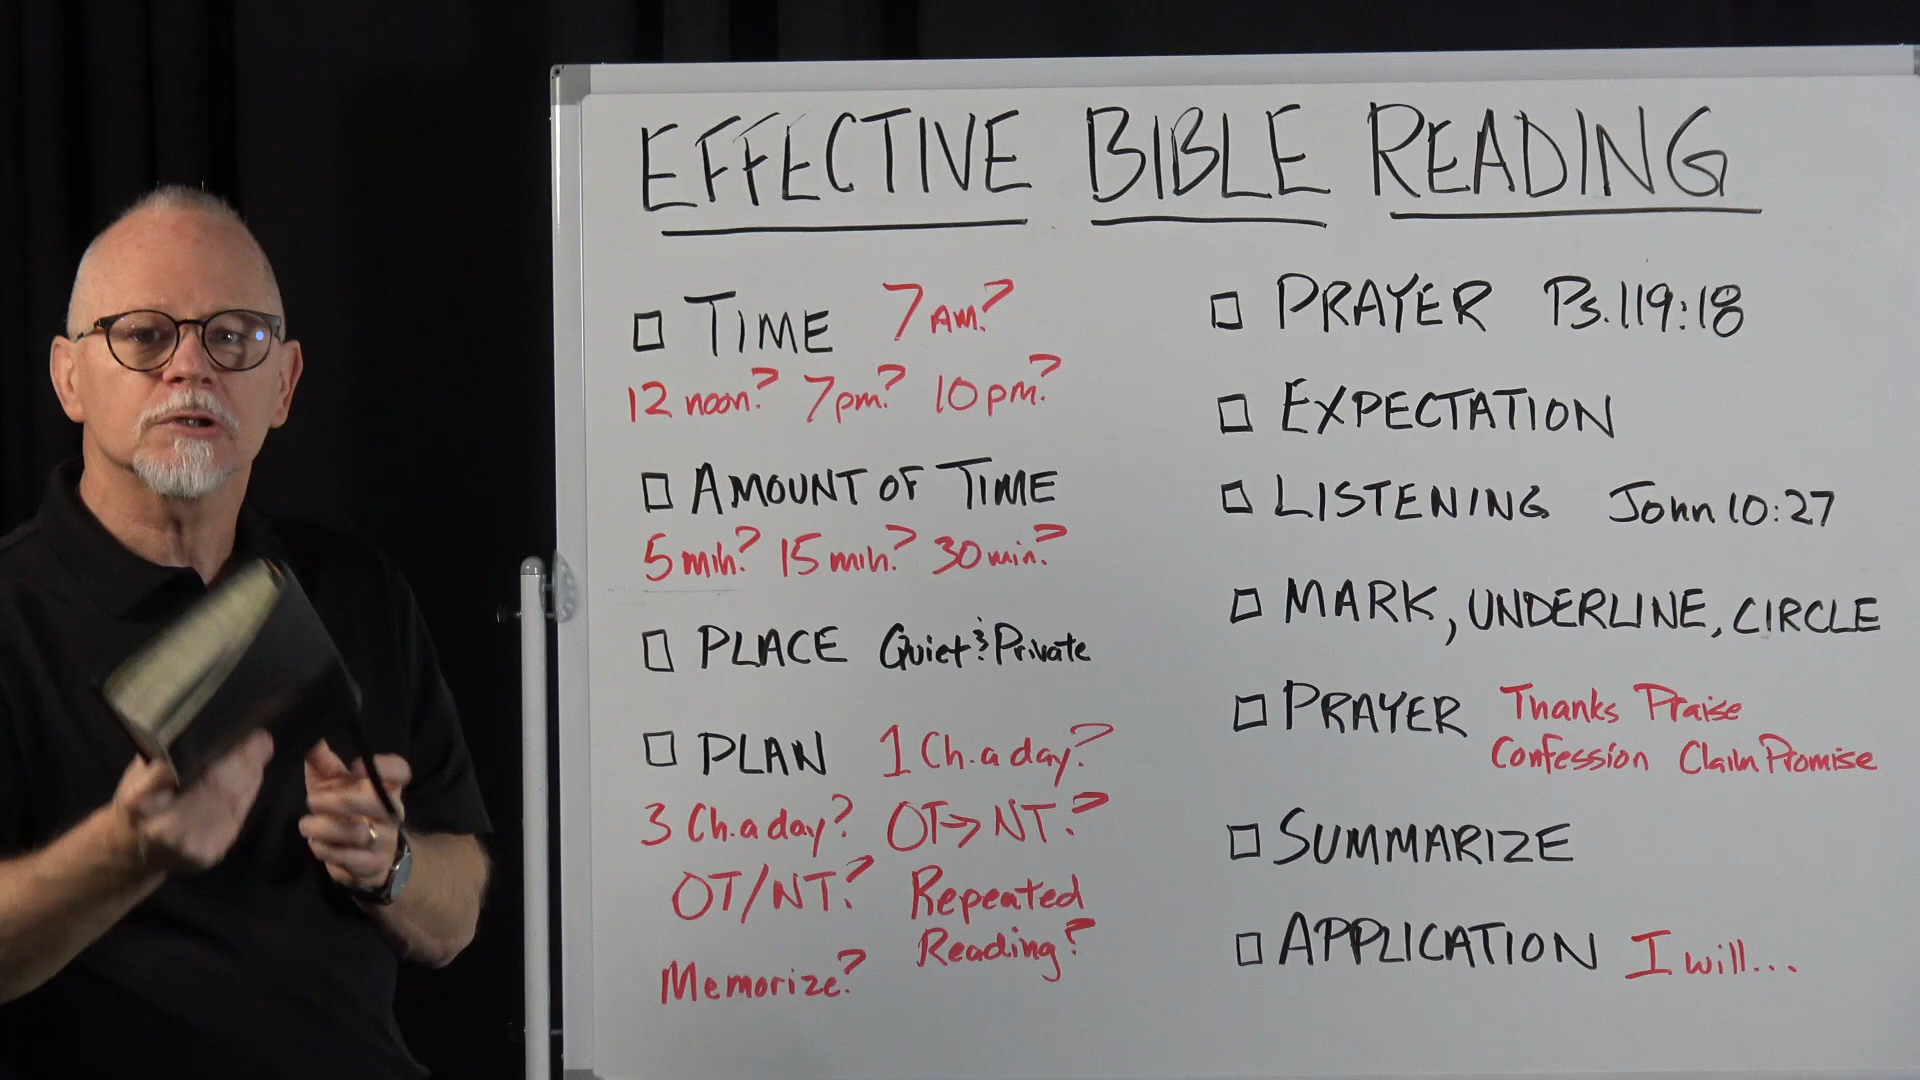 EFFECTIVE BIBLE READING
TIME 7 AM?
12 noon? 7pm? 10pm?
AMOUNT OF TIME
5 min? 15 min? 30 min?
PLACE Quiet & Private
PLAN 1 Ch. a day?
3 Ch. a day? OT→NT?
OT/NT? Repeated
Reading?
Memorize?
PRAYER Ps. 119:18
EXPECTATION
LISTENING John 10:27
MARK, UNDERLINE, CIRCLE
PRAYER Thanks Praise
Confession Claim Promise
SUMMARIZE
APPLICATION I will...